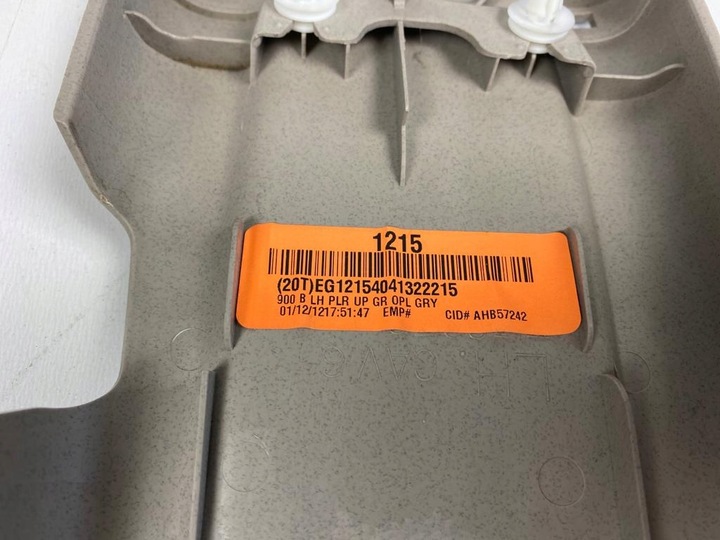 1215
(20T)EG12154041322215
900 B LH PLR UP GR OPL GRY
01/12/1217:51:47 EMP# CID# AHB57242